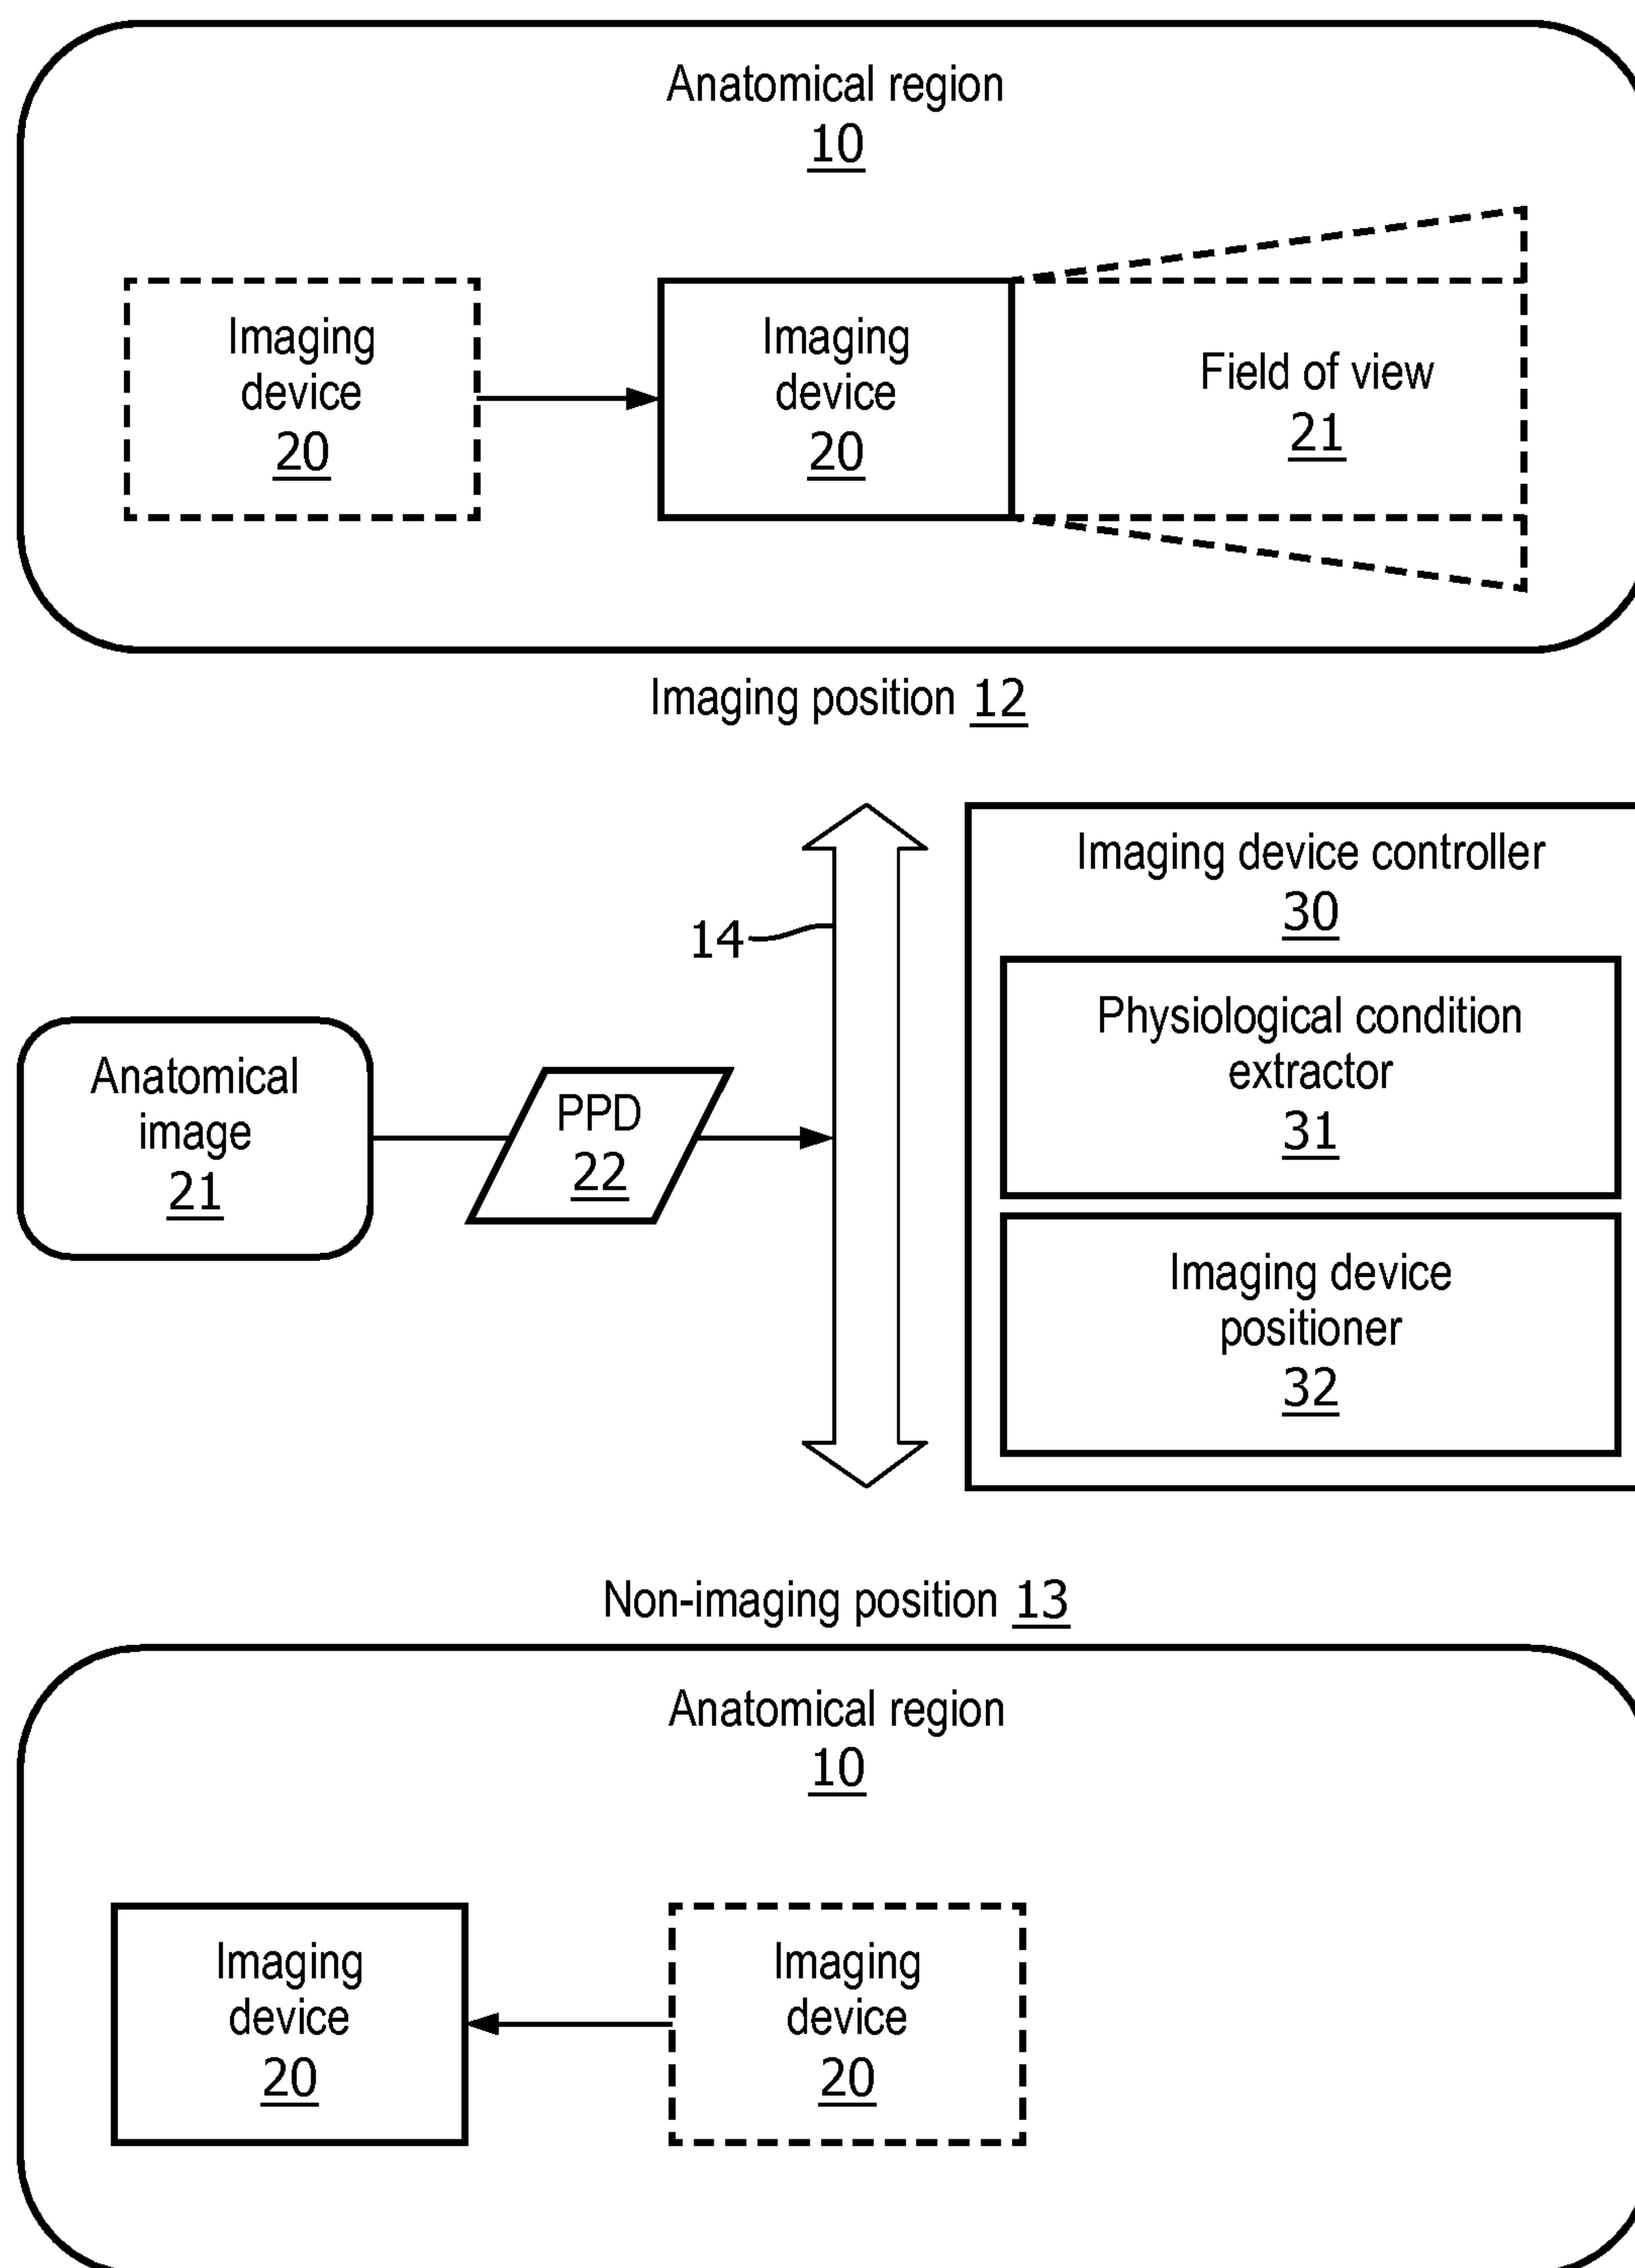 Anatomical region
10
Imaging
device
20
Imaging
device
20
Field of view
21
Imaging position 12
14
Imaging device controller
30
Physiological condition
extractor
31
Imaging device
positioner
32
Anatomical
image
21
PPD
22
Non-imaging position 13
Anatomical region
10
Imaging
device
20
Imaging
device
20